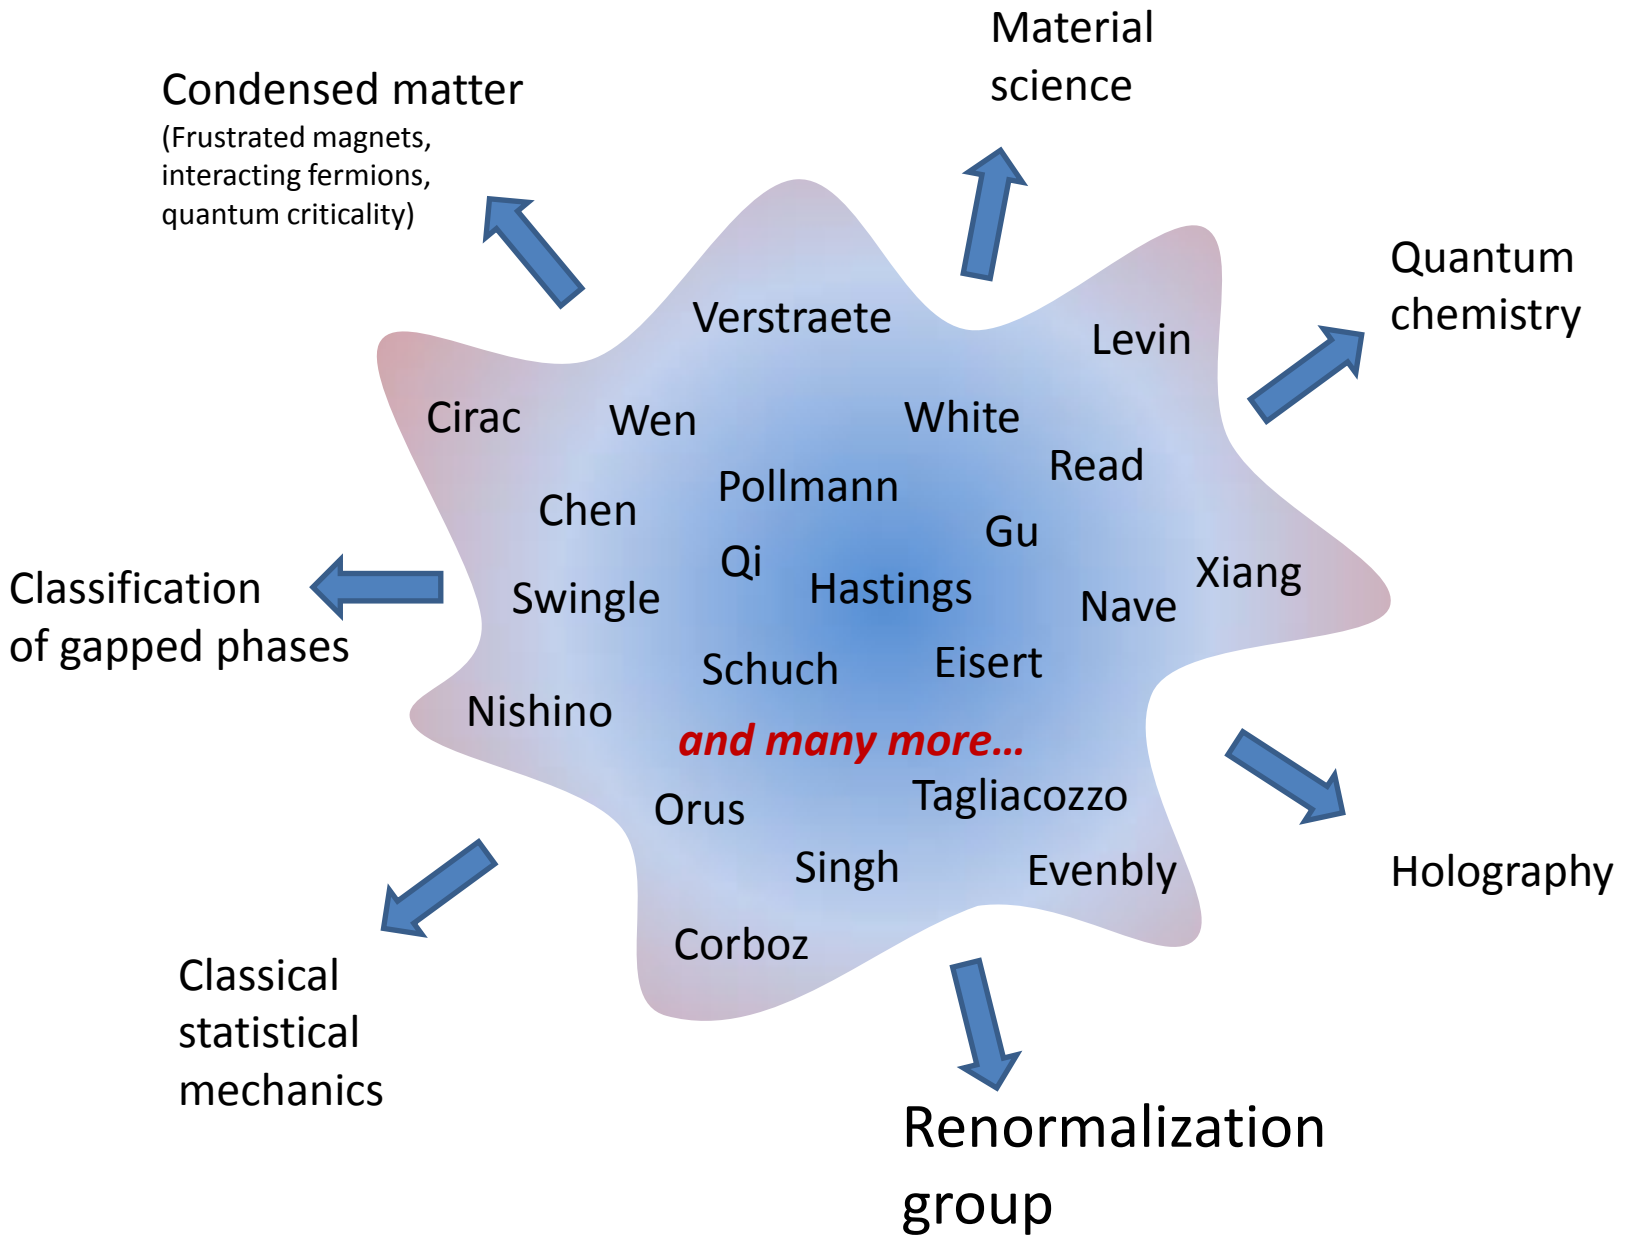 Material
science
Condensed matter
(Frustrated magnets,
interacting fermions,
quantum criticality)
Quantum
chemistry
Verstraete
Levin
Cirac
Wen
White
Read
Pollmann
Chen
Gu
Qi
Xiang
Hastings
Swingle
Nave
Classification
of gapped phases
Schuch
Eisert
Nishino
and many more…
Tagliacozzo
Orus
Singh
Evenbly
Holography
Corboz
Classical
statistical
mechanics
Renormalization
group